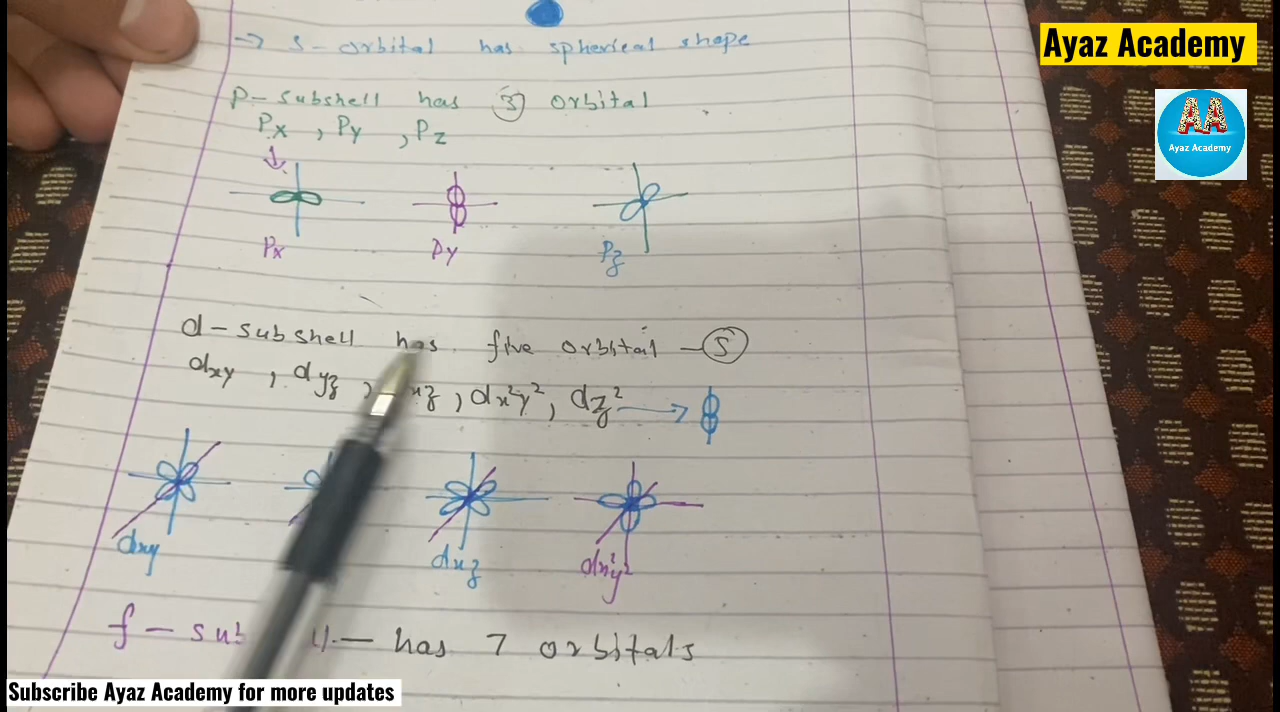 → s-orbital has spherical shape
P-subshell has 3 orbital
Px , Py , Pz
Px Py Pz
d-subshell has five orbital - 5
dxy , dyz , xz , dx²y² , dz² →
dxy dxz dx²y²
f - sub - has 7 orbitals
Ayaz Academy
AA
Ayaz Academy
Subscribe Ayaz Academy for more updates